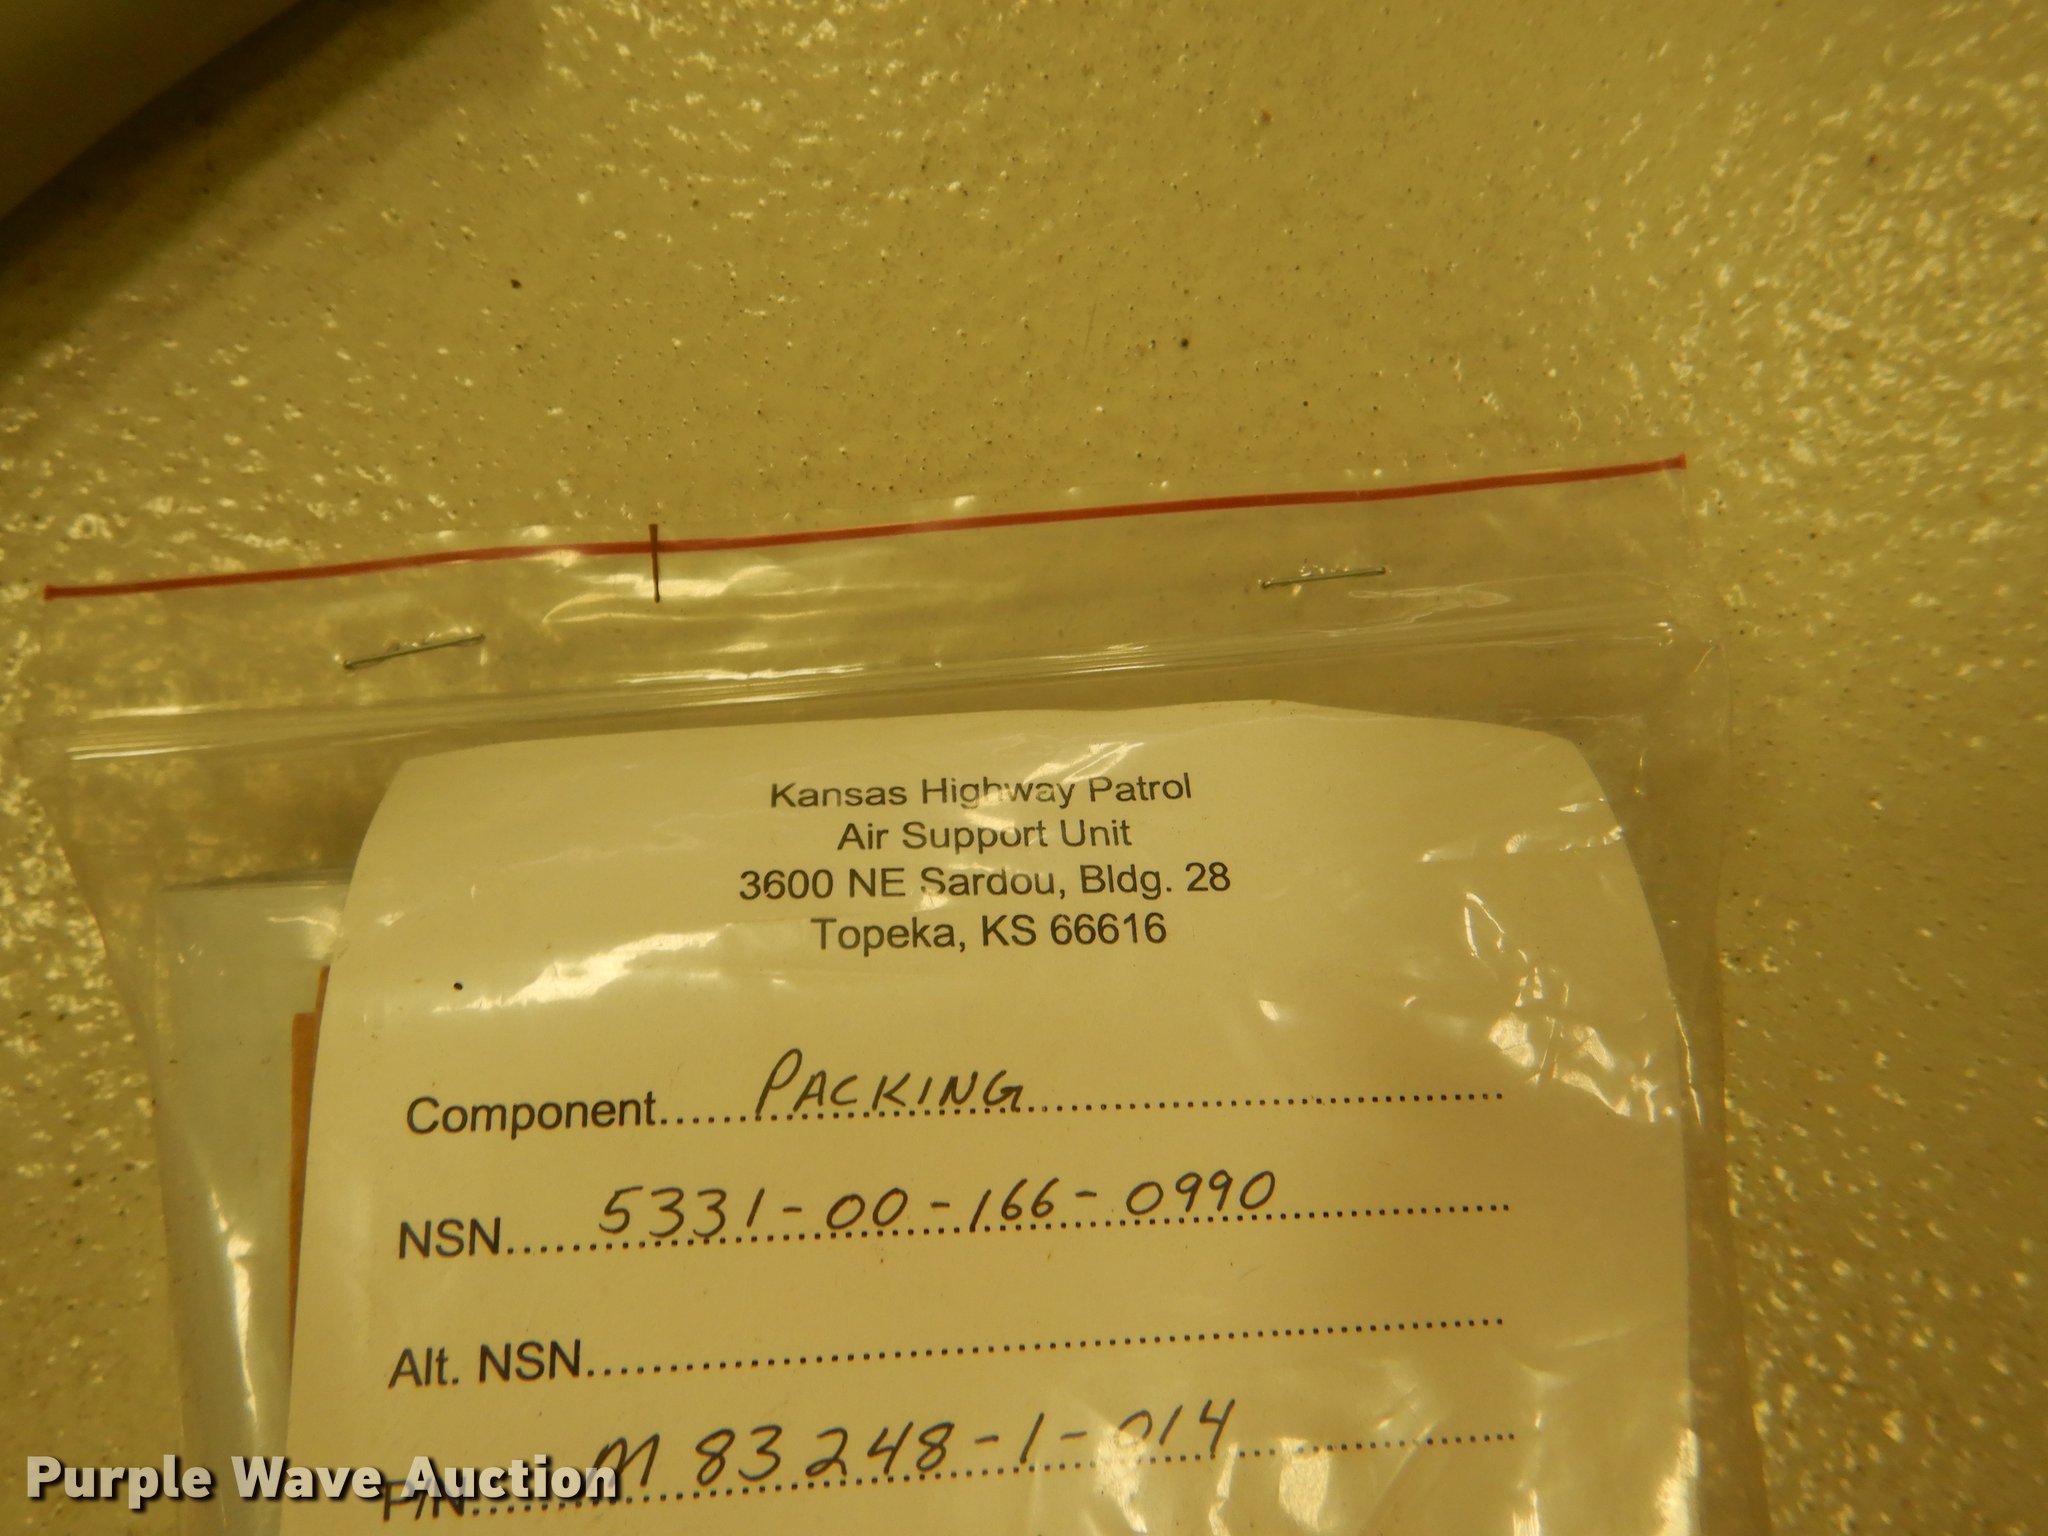 Kansas Highway Patrol
Air Support Unit
3600 NE Sardou, Bldg. 28
Topeka, KS 66616
Component......PACKING..............................
NSN......5331-00-166-0990..............
Alt. NSN..........................................................
P/N.......M 83248-1-014...................
Purple Wave Auction